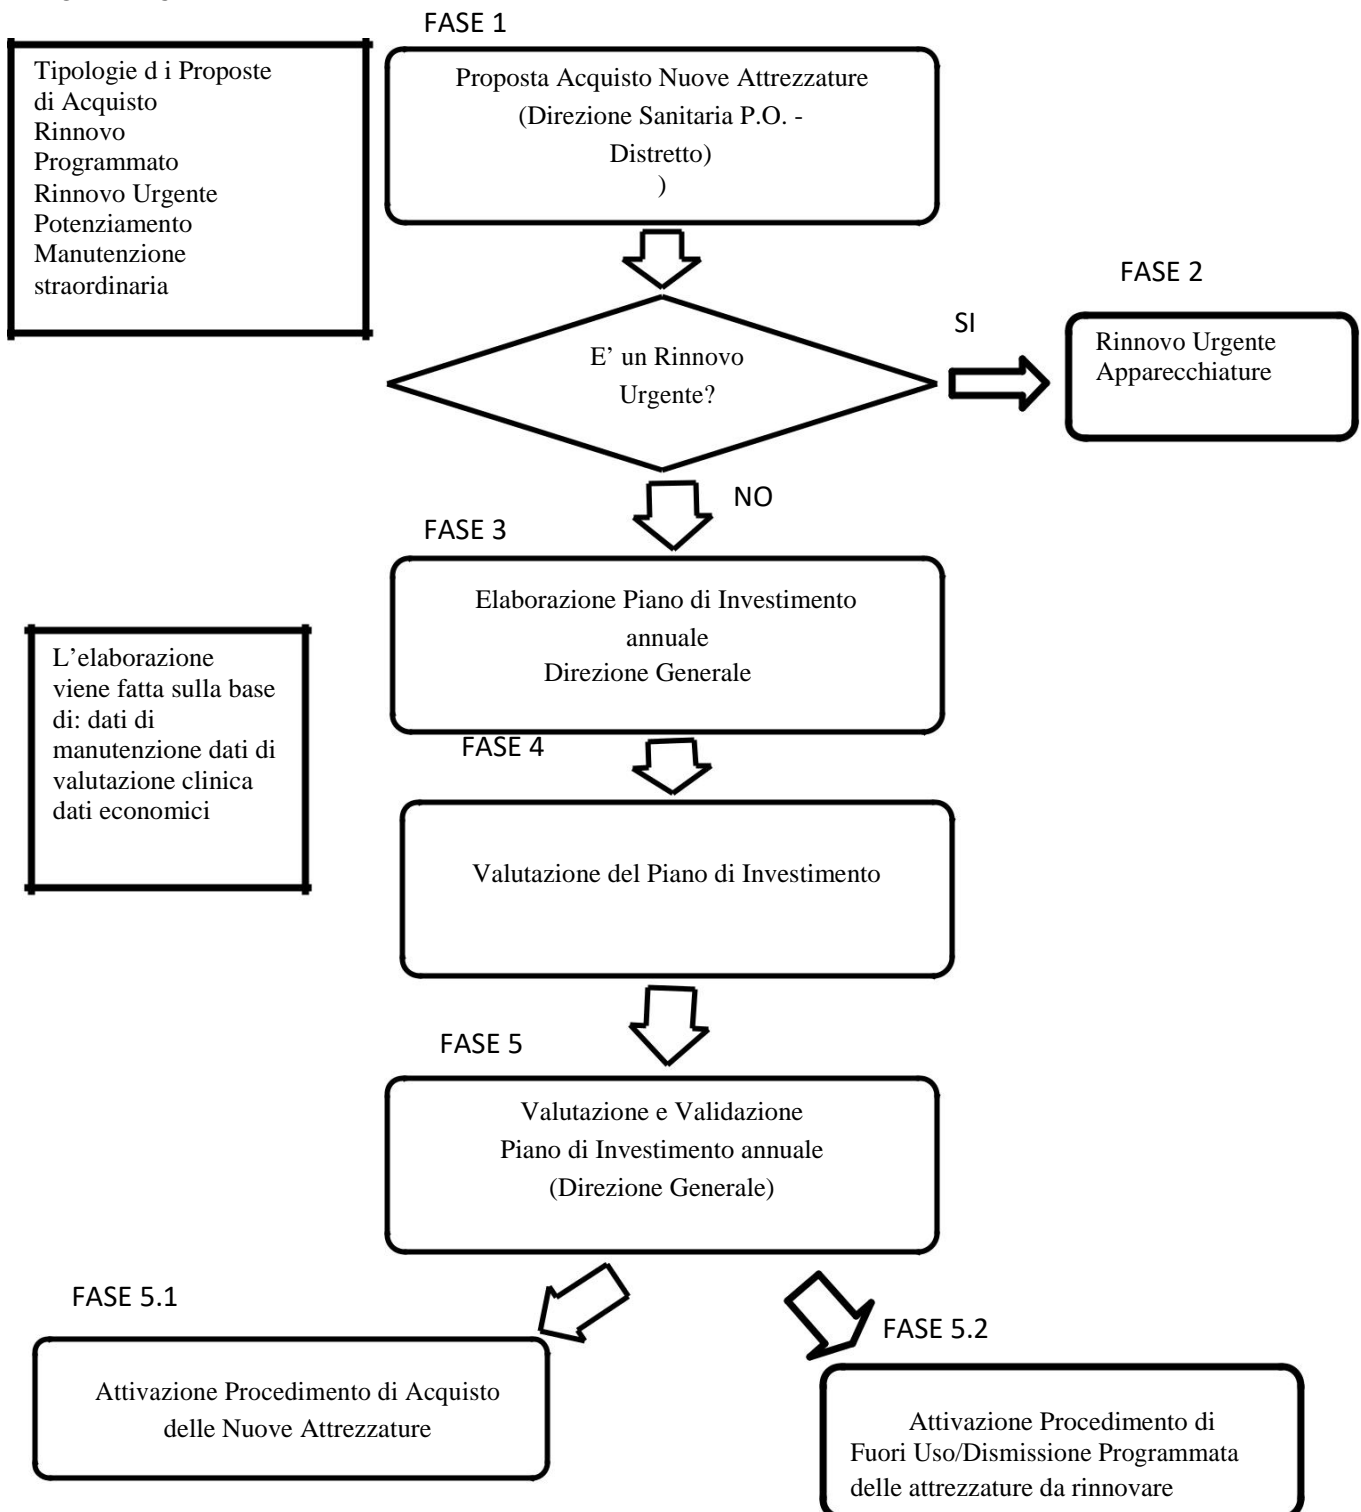 FASE 1
Tipologie d i Proposte
di Acquisto
Rinnovo
Programmato
Rinnovo Urgente
Potenziamento
Manutenzione
straordinaria
Proposta Acquisto Nuove Attrezzature
(Direzione Sanitaria P.O. -
Distretto)
)
E’ un Rinnovo
Urgente?
SI
FASE 2
Rinnovo Urgente
Apparecchiature
NO
FASE 3
Elaborazione Piano di Investimento
annuale
Direzione Generale
L’elaborazione
viene fatta sulla base
di: dati di
manutenzione dati di
valutazione clinica
dati economici
FASE 4
Valutazione del Piano di Investimento
FASE 5
Valutazione e Validazione
Piano di Investimento annuale
(Direzione Generale)
FASE 5.1
Attivazione Procedimento di Acquisto
delle Nuove Attrezzature
FASE 5.2
Attivazione Procedimento di
Fuori Uso/Dismissione Programmata
delle attrezzature da rinnovare